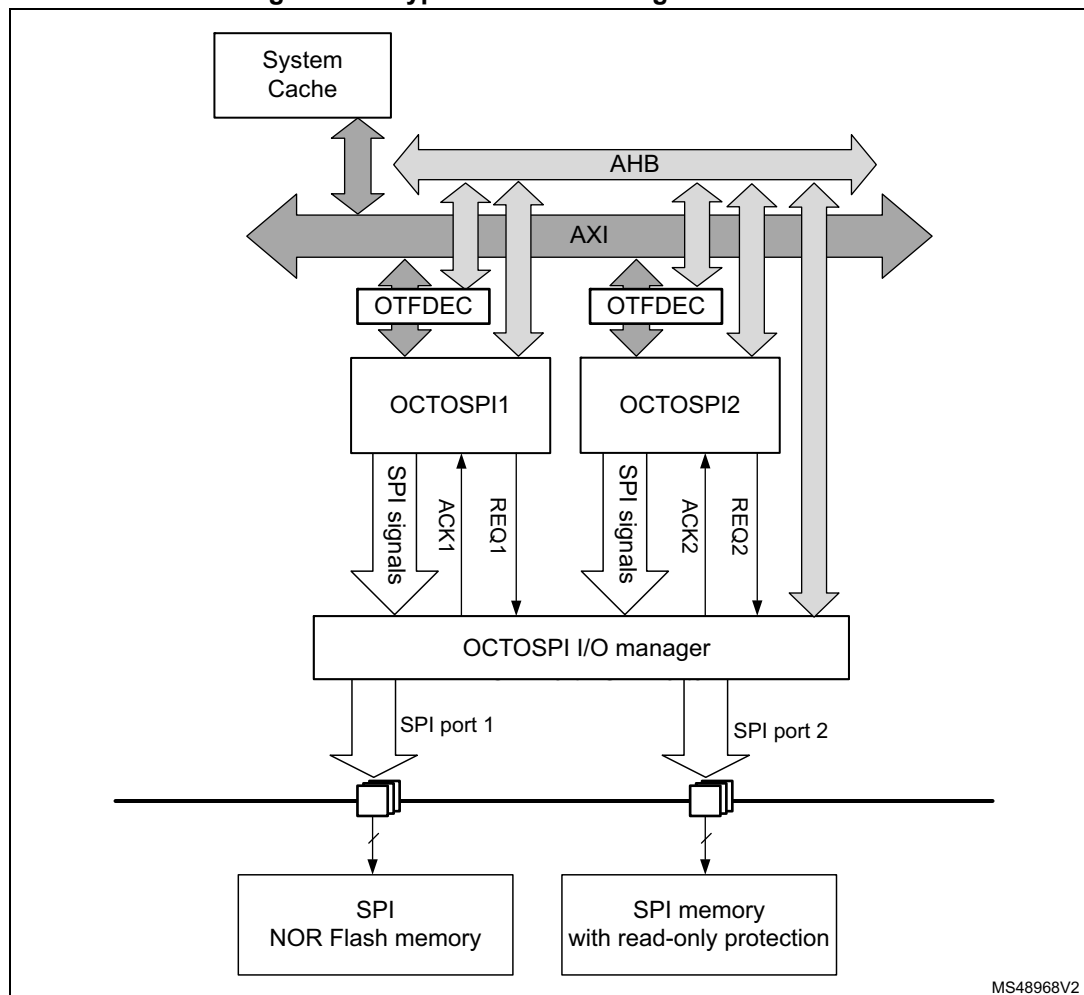 System
Cache
AHB
AXI
OTFDEC
OTFDEC
OCTOSPI1
OCTOSPI2
SPI signals
ACK1
REQ1
SPI signals
ACK2
REQ2
OCTOSPI I/O manager
SPI port 1
SPI port 2
SPI
NOR Flash memory
SPI memory
with read-only protection
MS48968V2